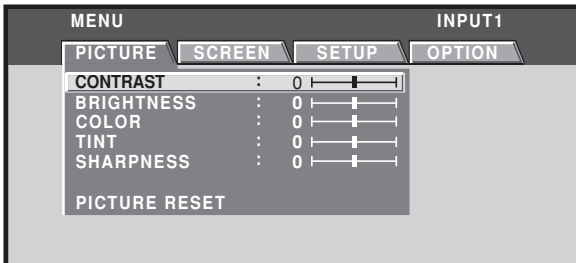 MENU INPUT1
PICTURE SCREEN SETUP OPTION
CONTRAST : 0
BRIGHTNESS : 0
COLOR : 0
TINT : 0
SHARPNESS : 0
PICTURE RESET